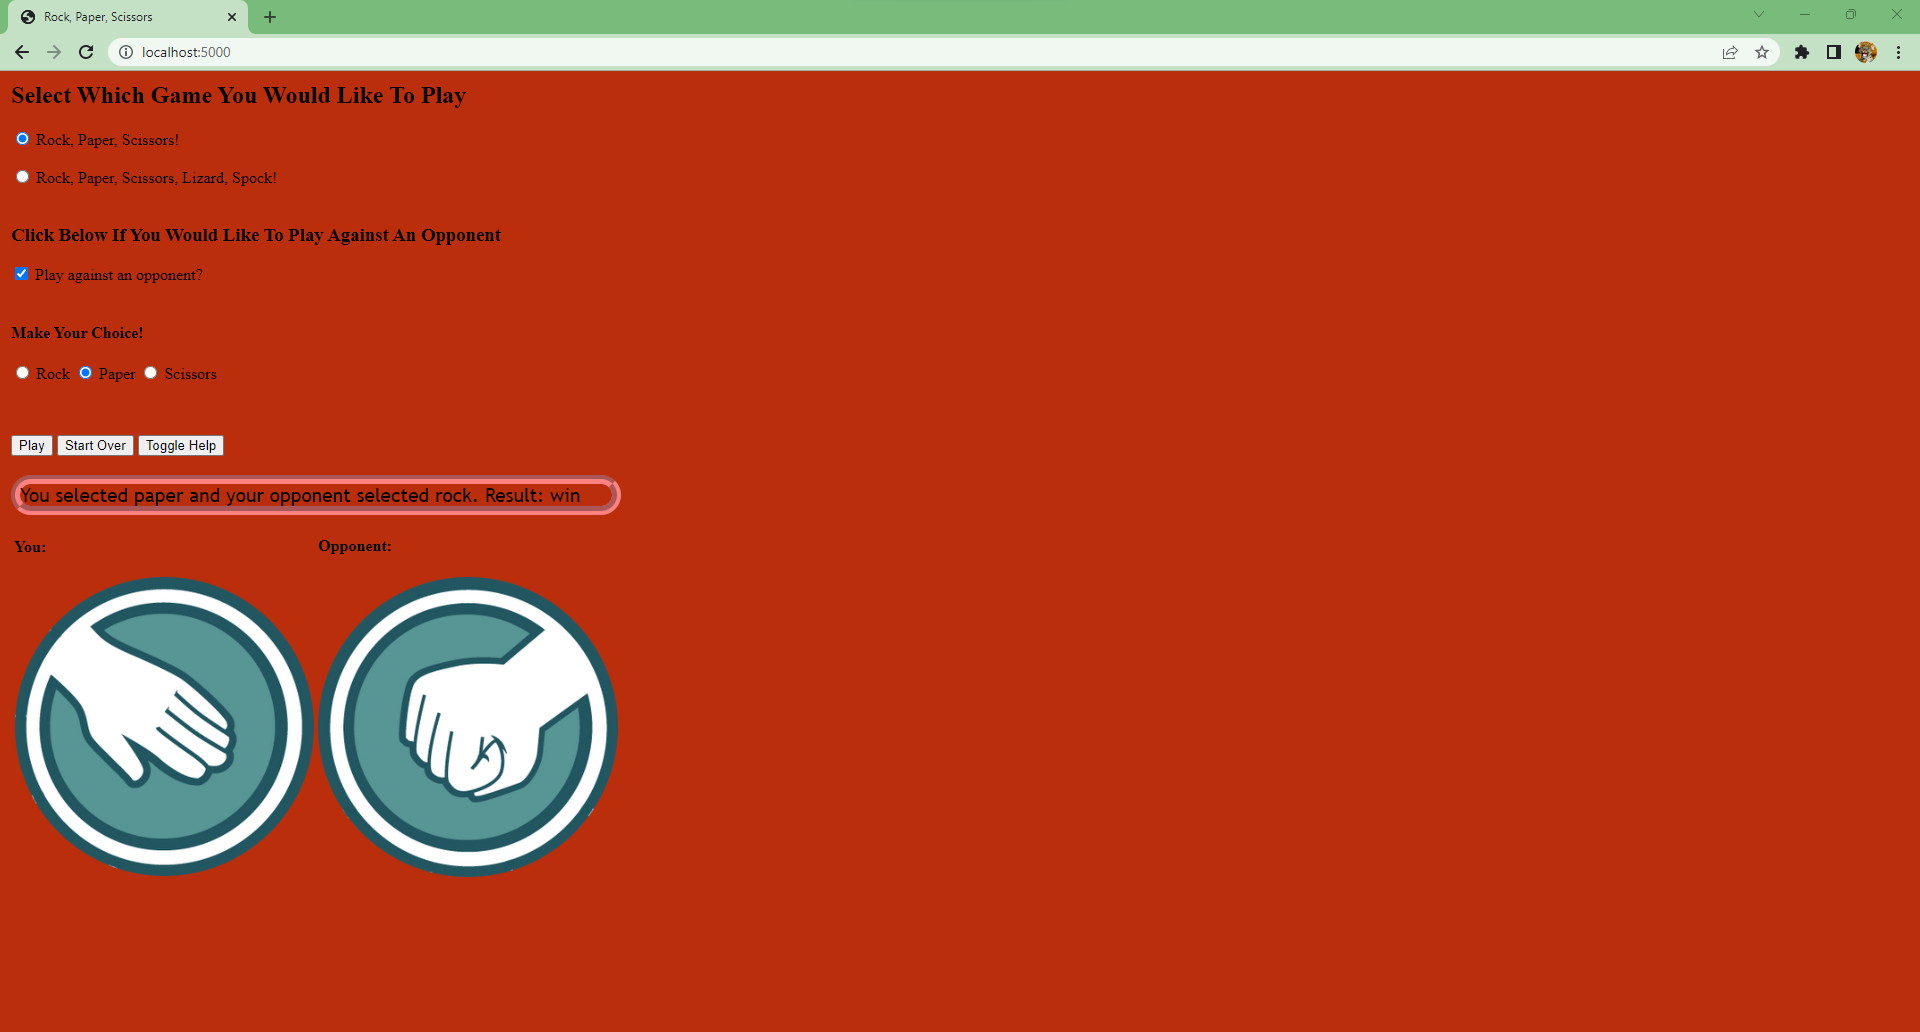 Rock, Paper, Scissors
localhost:5000
Select Which Game You Would Like To Play
Rock, Paper, Scissors!
Rock, Paper, Scissors, Lizard, Spock!
Click Below If You Would Like To Play Against An Opponent
Play against an opponent?
Make Your Choice!
Rock Paper Scissors
Play Start Over Toggle Help
You selected paper and your opponent selected rock. Result: win
You: Opponent: